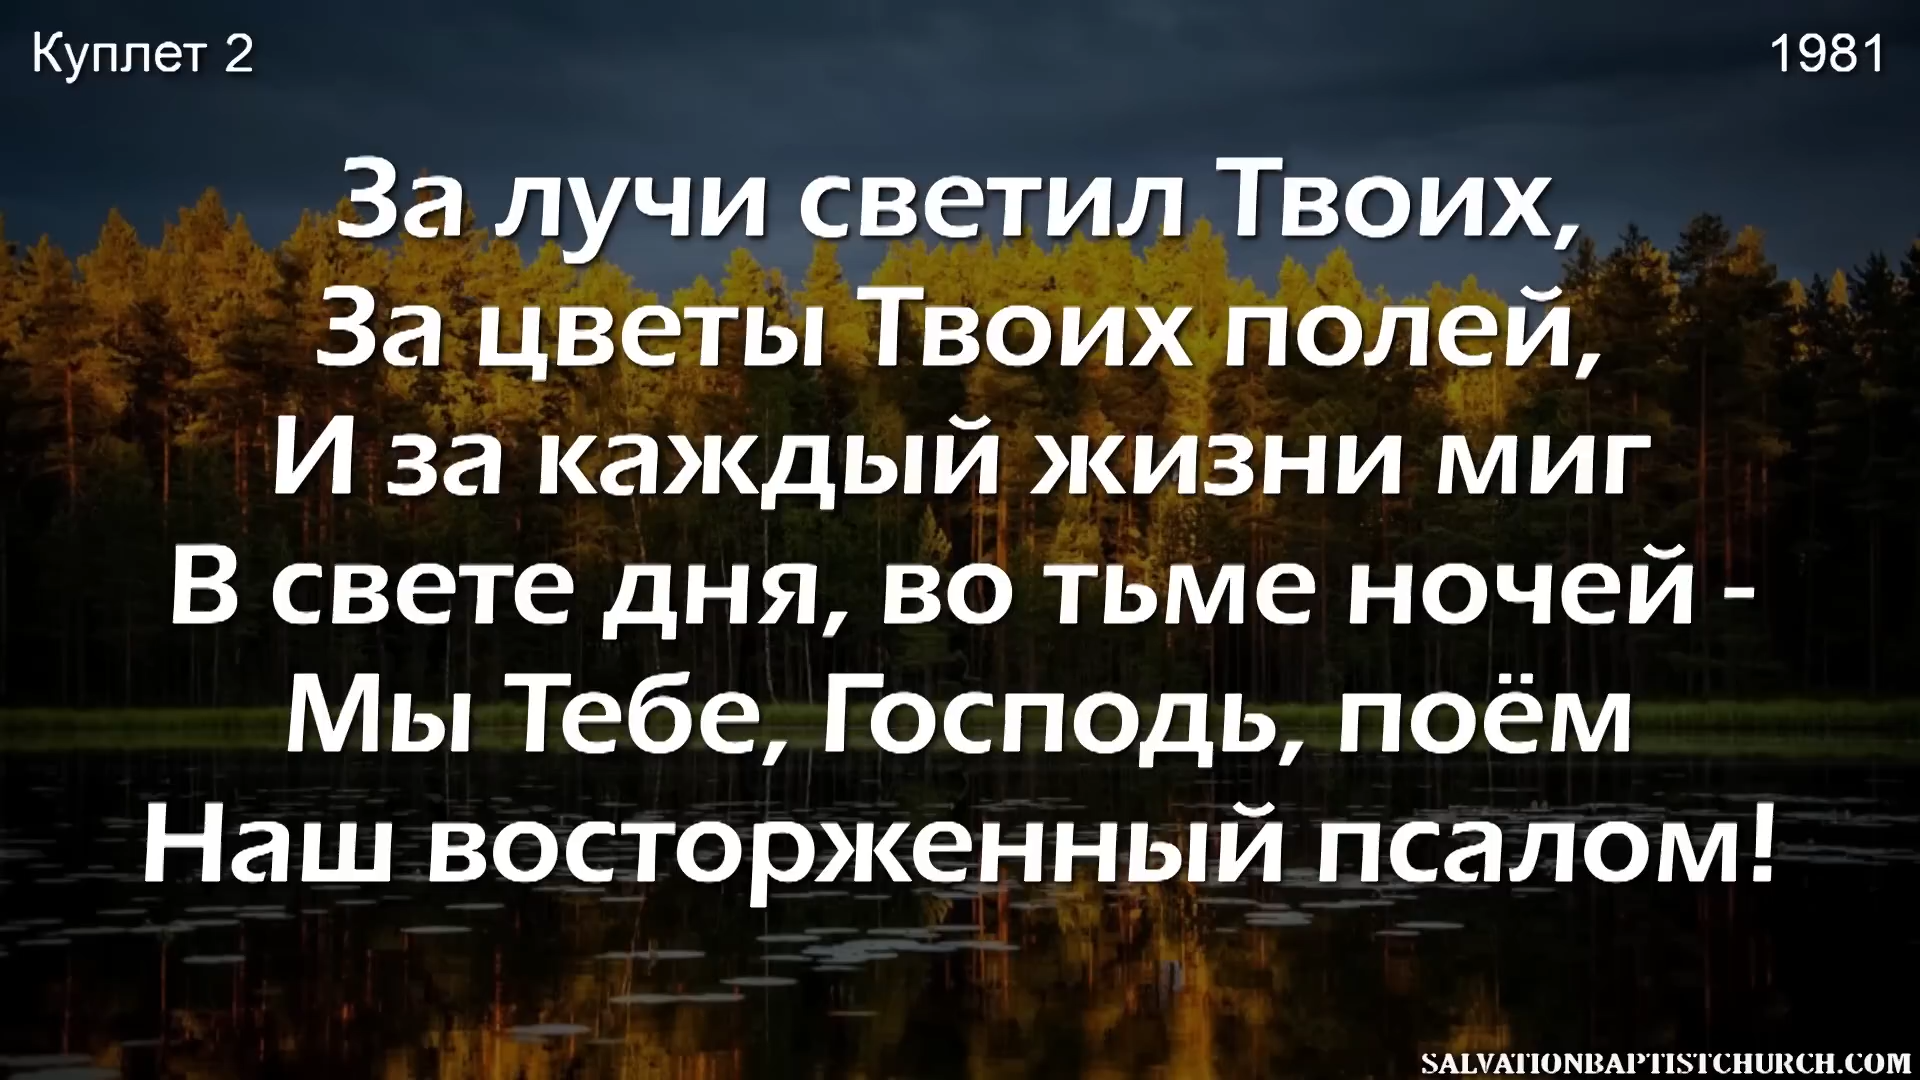 Куплет 2
1981
За лучи светил Твоих,
За цветы Твоих полей,
И за каждый жизни миг
В свете дня, во тьме ночей -
Мы Тебе, Господь, поём
Наш восторженный псалом!
SALVATIONBAPTISTCHURCH.COM